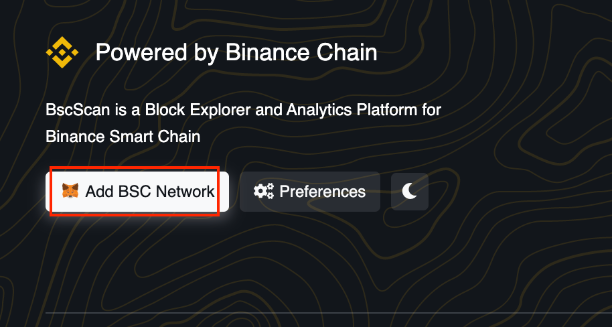 Powered by Binance Chain
BscScan is a Block Explorer and Analytics Platform for
Binance Smart Chain
Add BSC Network
Preferences